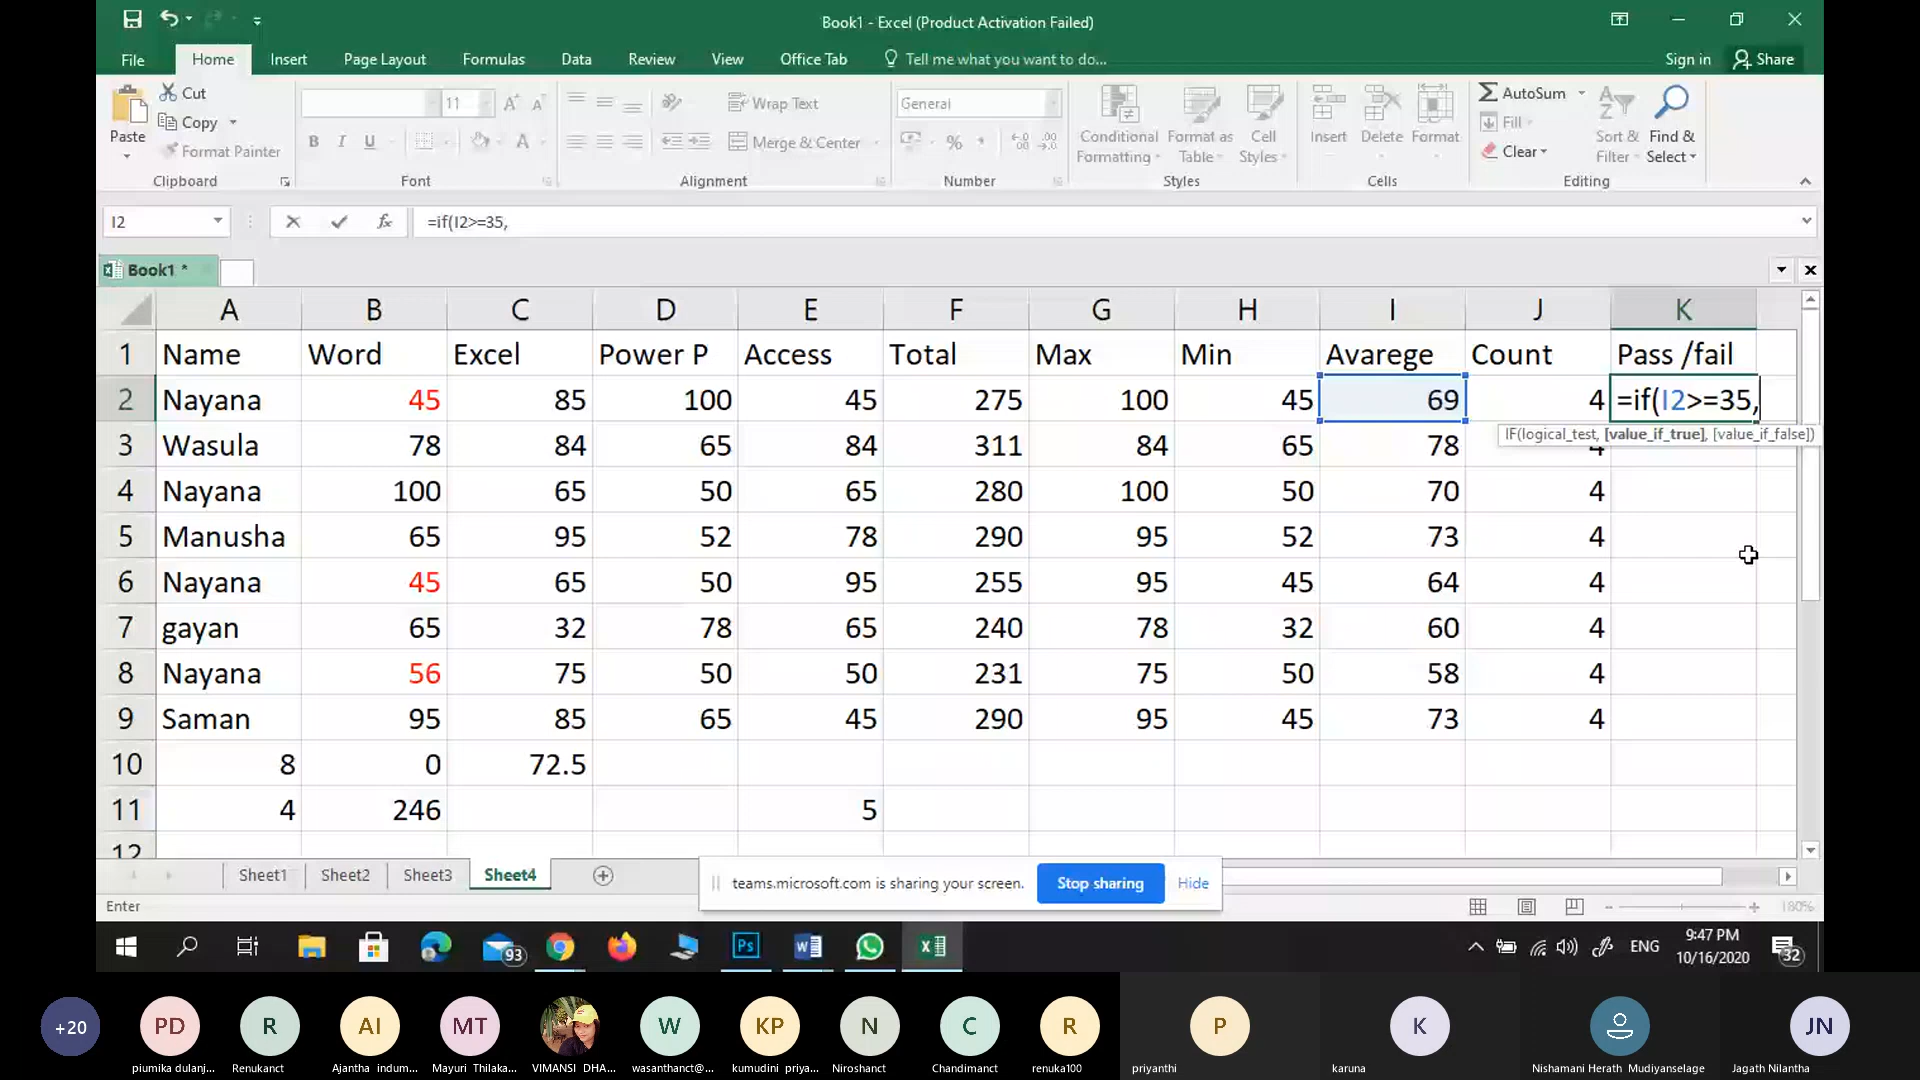 Book1 - Excel (Product Activation Failed)
File Home Insert Page Layout Formulas Data Review View Office Tab Tell me what you want to do... Sign in Share
Paste Cut Copy Format Painter Clipboard
11 B I U A Font
Wrap Text Merge & Center Alignment
General % Number
Conditional Formatting Format as Table Cell Styles Styles
Insert Delete Format Cells
AutoSum Fill Clear Sort & Filter Find & Select Editing
I2 fx =if(I2>=35,
Book1 *
A B C D E F G H I J K
1 Name Word Excel Power P Access Total Max Min Avarege Count Pass /fail
2 Nayana 45 85 100 45 275 100 45 69 4 =if(I2>=35,
IF(logical_test, [value_if_true], [value_if_false])
3 Wasula 78 84 65 84 311 84 65 78 4
4 Nayana 100 65 50 65 280 100 50 70 4
5 Manusha 65 95 52 78 290 95 52 73 4
6 Nayana 45 65 50 95 255 95 45 64 4
7 gayan 65 32 78 65 240 78 32 60 4
8 Nayana 56 75 50 50 231 75 50 58 4
9 Saman 95 85 65 45 290 95 45 73 4
10 8 0 72.5
11 4 246 5
12
Sheet1 Sheet2 Sheet3 Sheet4
teams.microsoft.com is sharing your screen. Stop sharing Hide
Enter 180%
93 Ps ENG 9:47 PM 10/16/2020 32
+20 PD R AI MT W KP N C R P K JN
piumika dulanj... Renukanct Ajantha indum... Mayuri Thilaka... VIMANSI DHA... wasanthanct@... kumudini priya... Niroshanct Chandimanct renuka100 priyanthi karuna Nishamani Herath Mudiyanselage Jagath Nilantha